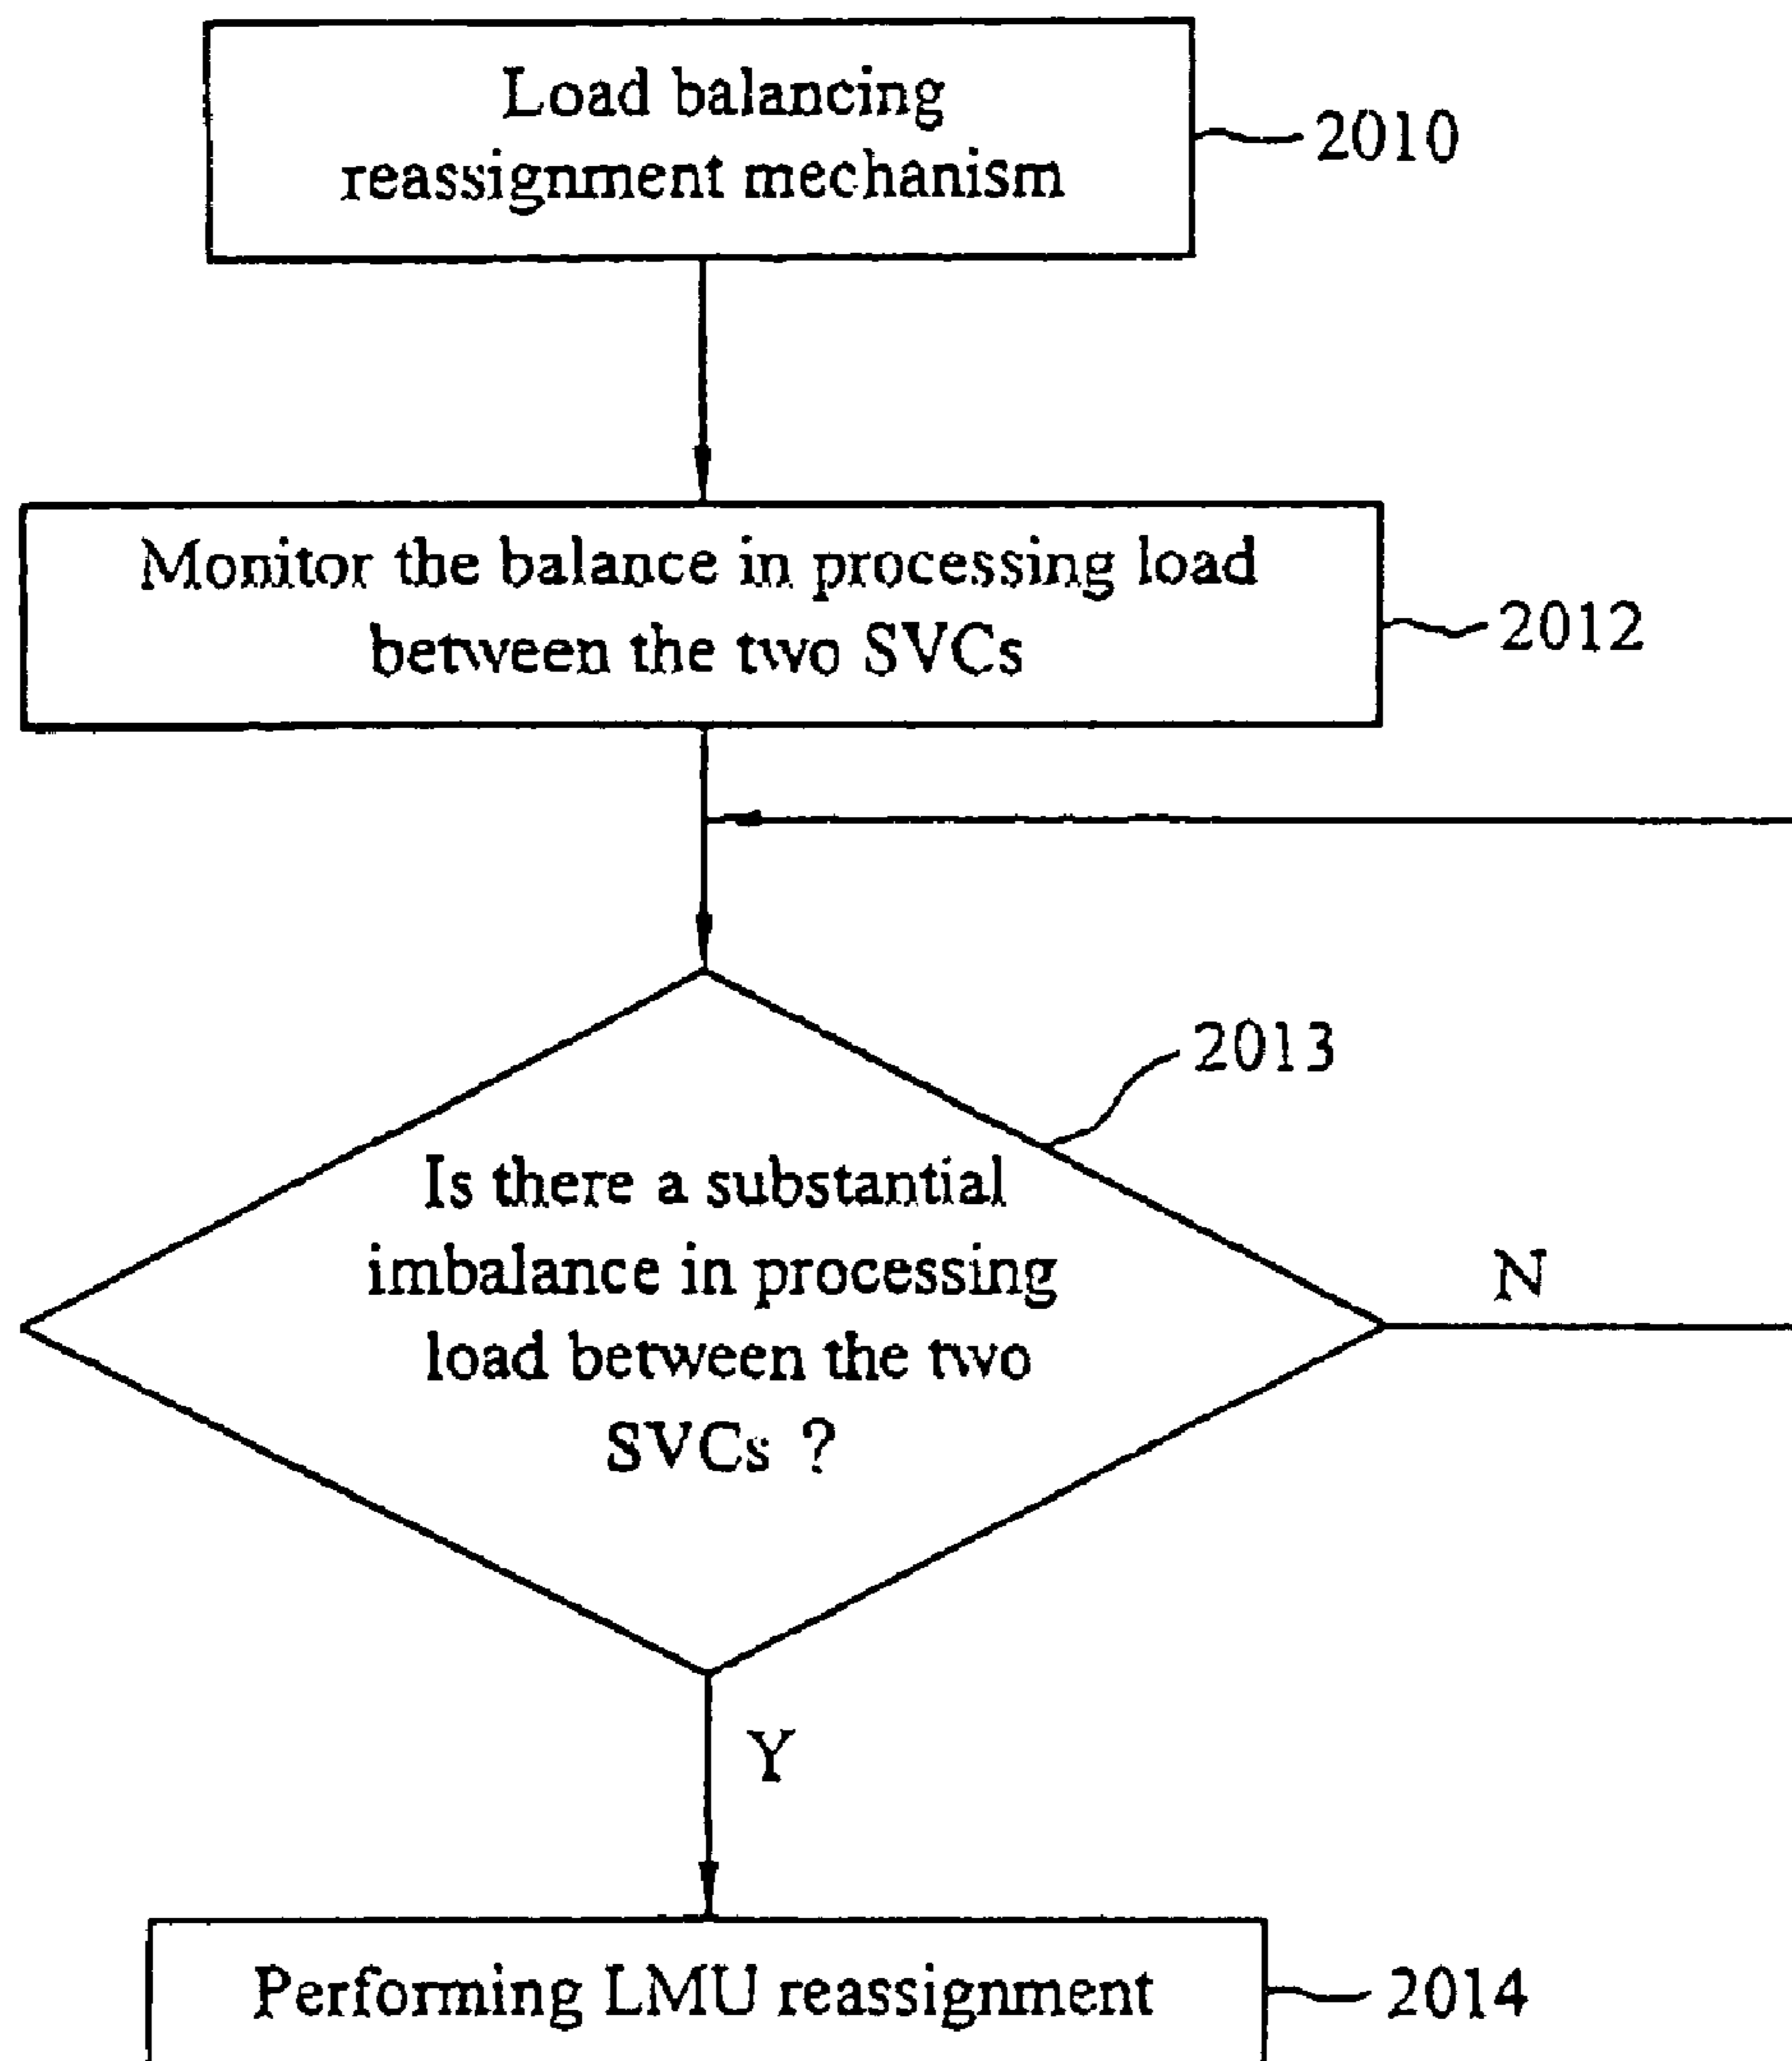 Load balancing
reassignment mechanism
2010
Monitor the balance in processing load
between the two SVCs
2012
2013
Is there a substantial
imbalance in processing
load between the two
SVCs ?
N
Y
Performing LMU reassignment
2014